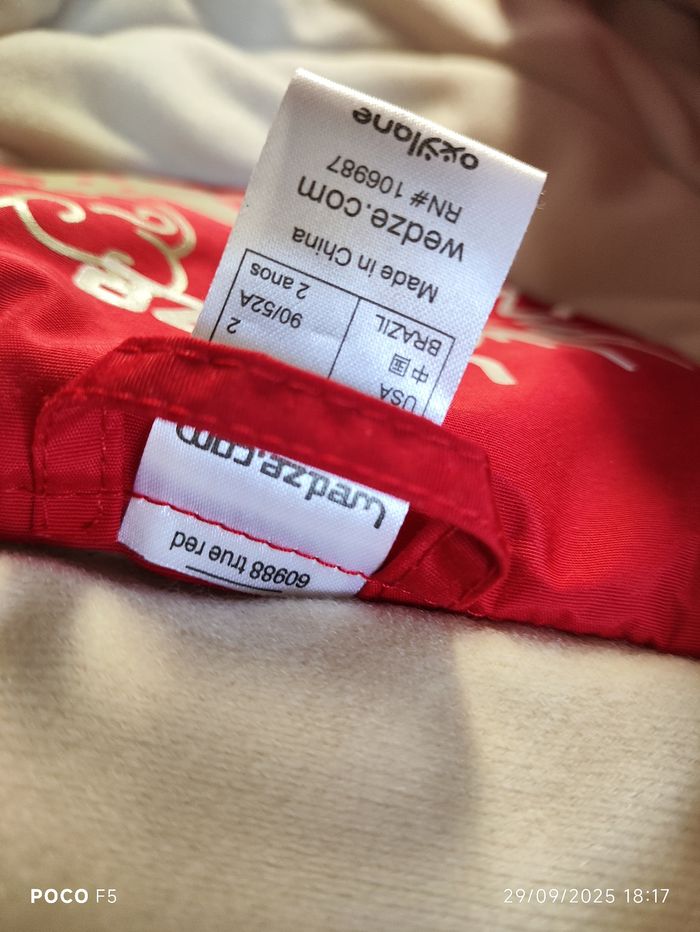 oxylane
RN# 106987
wedze.com
Made in China
USA 2
中国 90/52A
BRAZIL 2 anos
wedze.com
60988 true red
POCO F5
29/09/2025 18:17